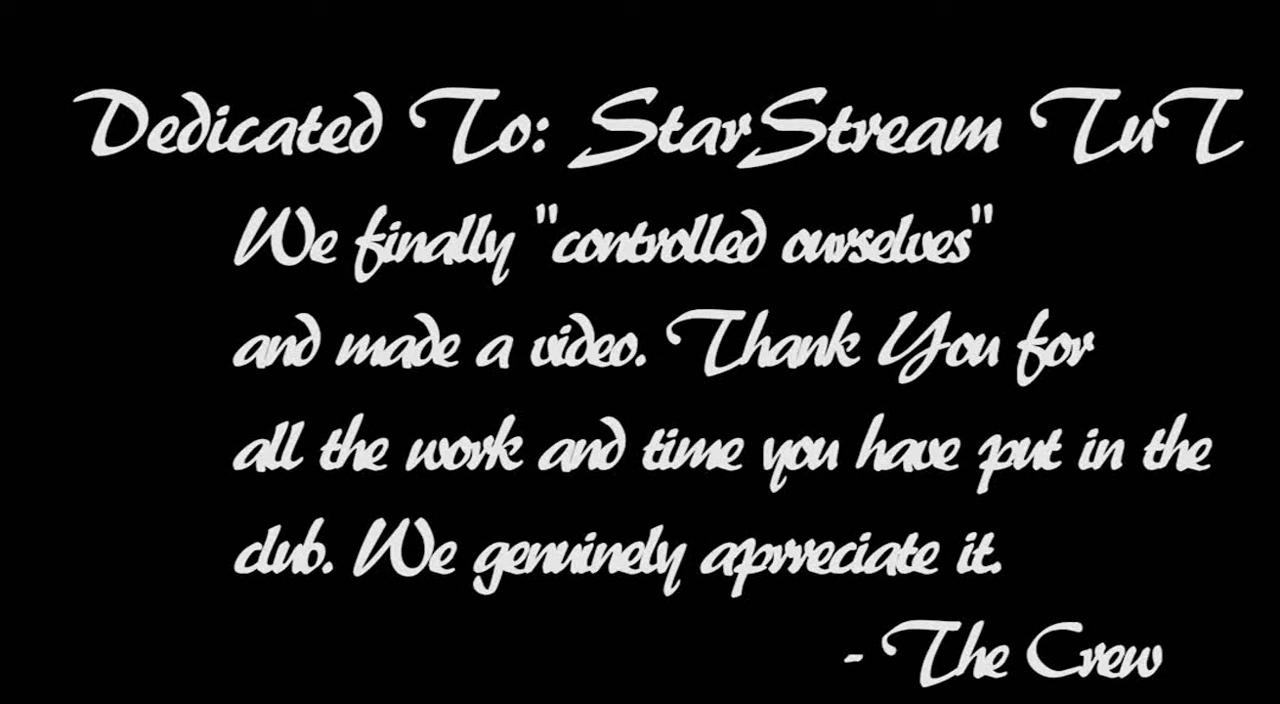 Dedicated To: StarStream TuT
We finally "controlled ourselves"
and made a video. Thank You for
all the work and time you have put in the
club. We genuinely aprreciate it.
- The Crew